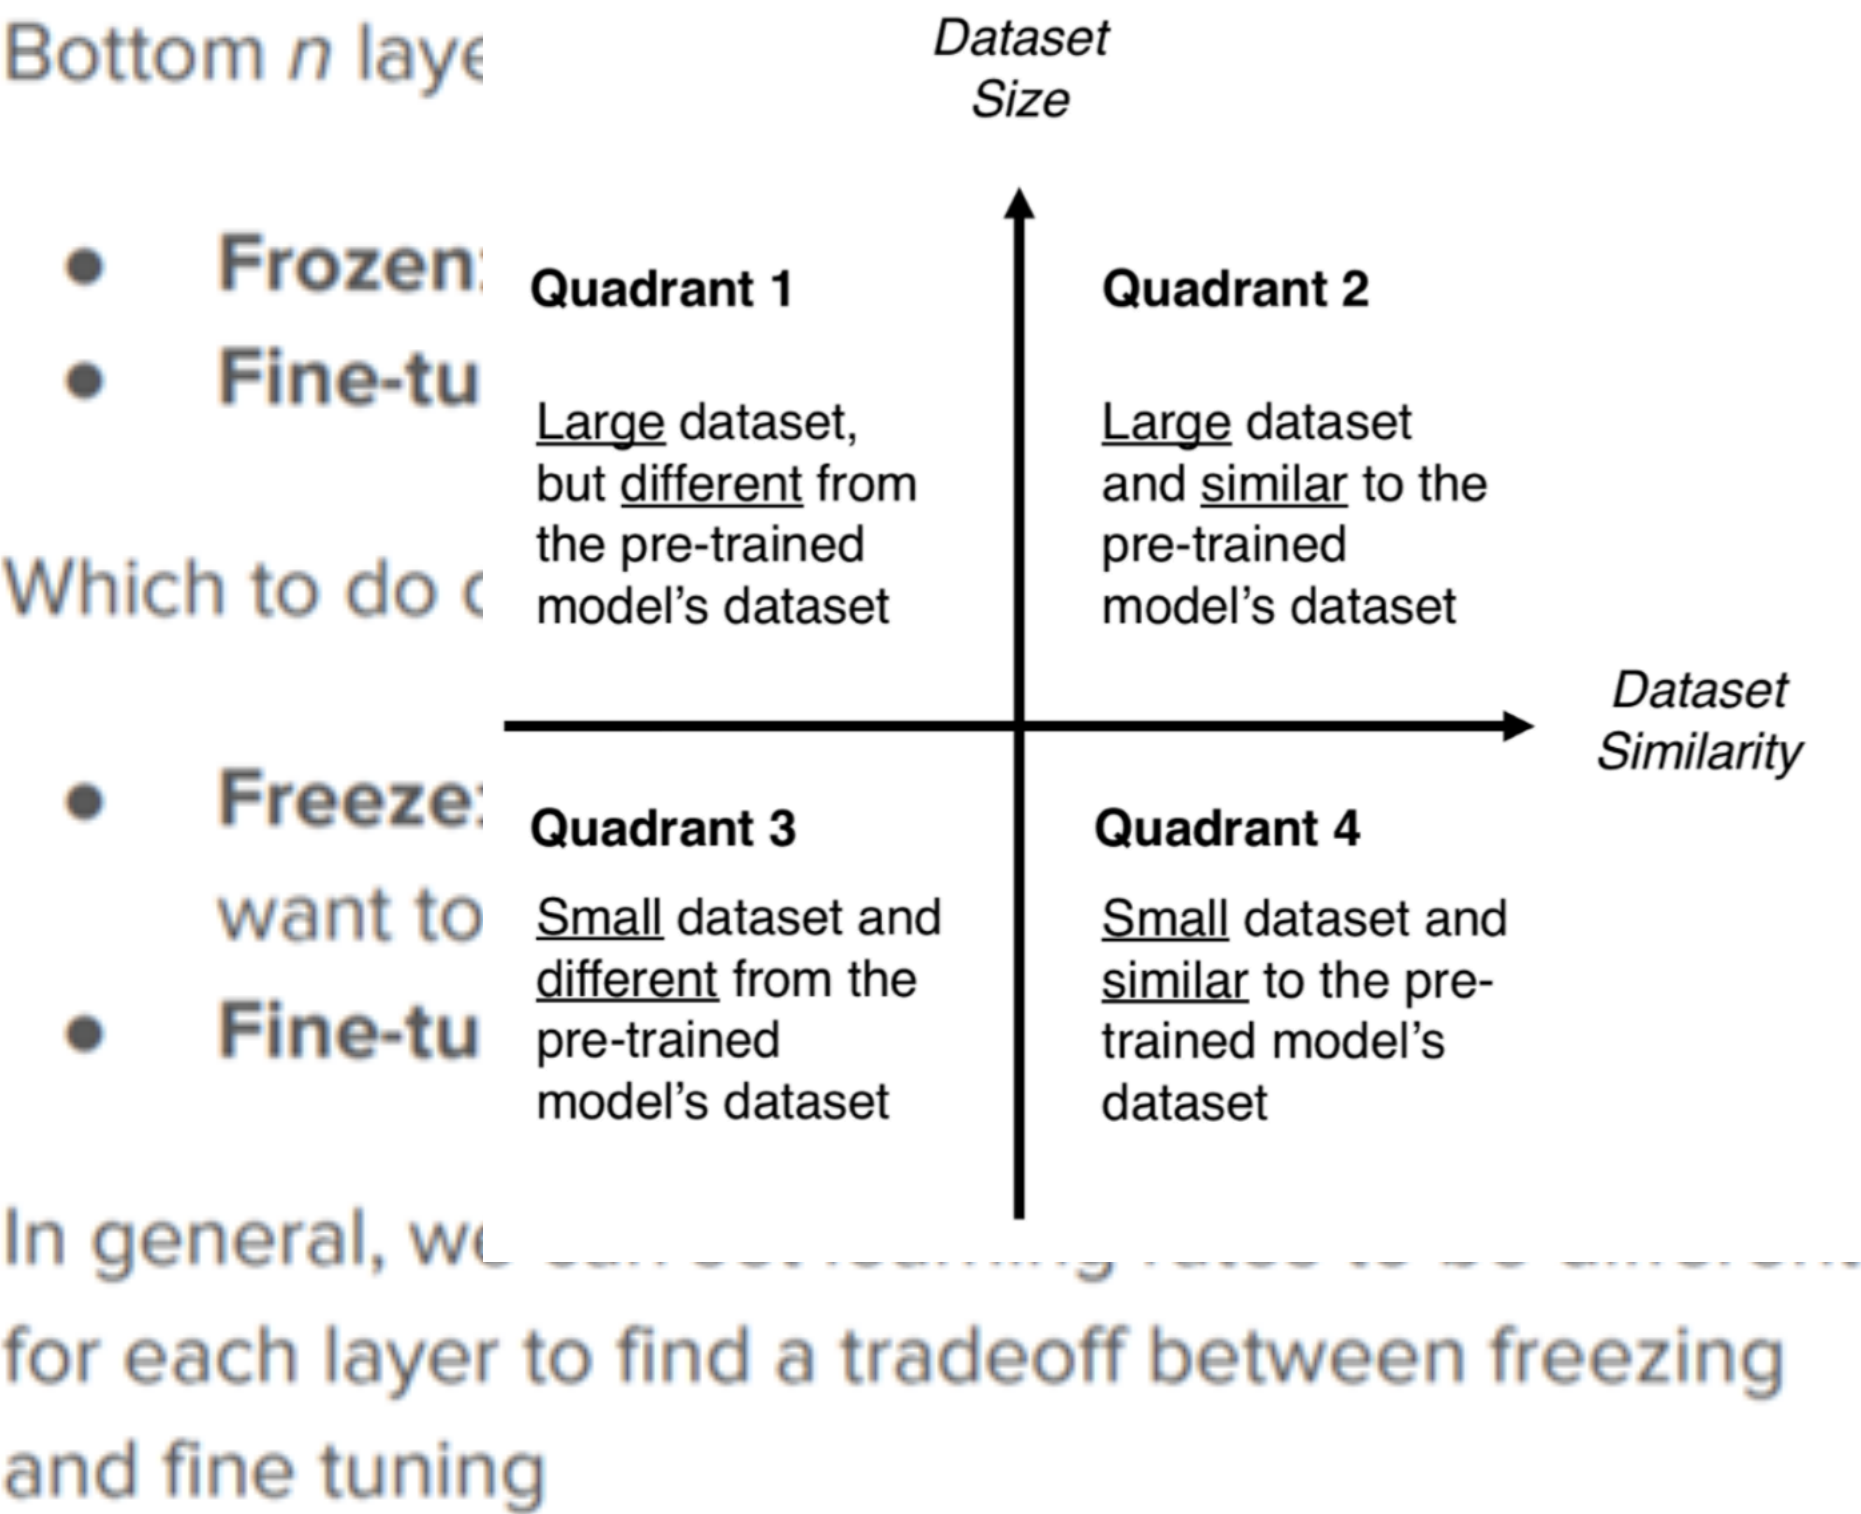 Bottom n
Frozen:
Fine-tu
Which to do
Freeze:
want to
Fine-tu
In general,
for each layer to find a tradeoff between freezing
and fine tuning
Dataset
Size
Quadrant 1
Large dataset,
but different from
the pre-trained
model's dataset
Quadrant 2
Large dataset
and similar to the
pre-trained
model's dataset
Dataset
Similarity
Quadrant 3
Small dataset and
different from the
pre-trained
model's dataset
Quadrant 4
Small dataset and
similar to the pre-
trained model's
dataset